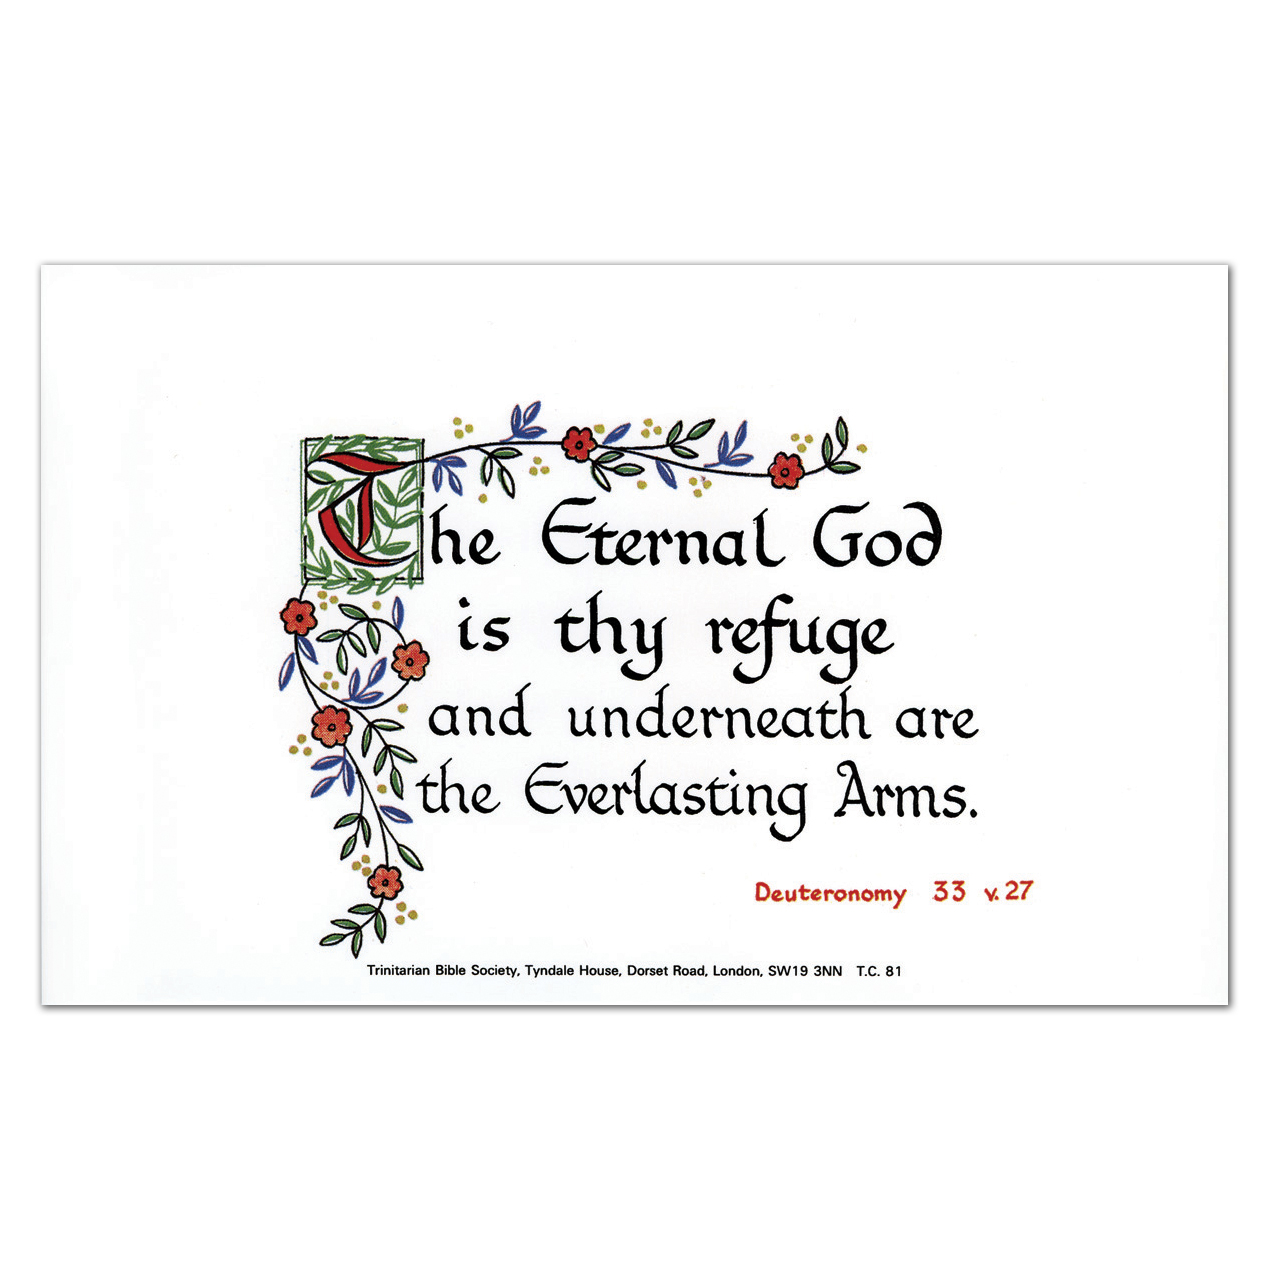 The Eternal God
is thy refuge
and underneath are
the Everlasting Arms.
Deuteronomy 33 v. 27
Trinitarian Bible Society, Tyndale House, Dorset Road, London, SW19 3NN T.C. 81